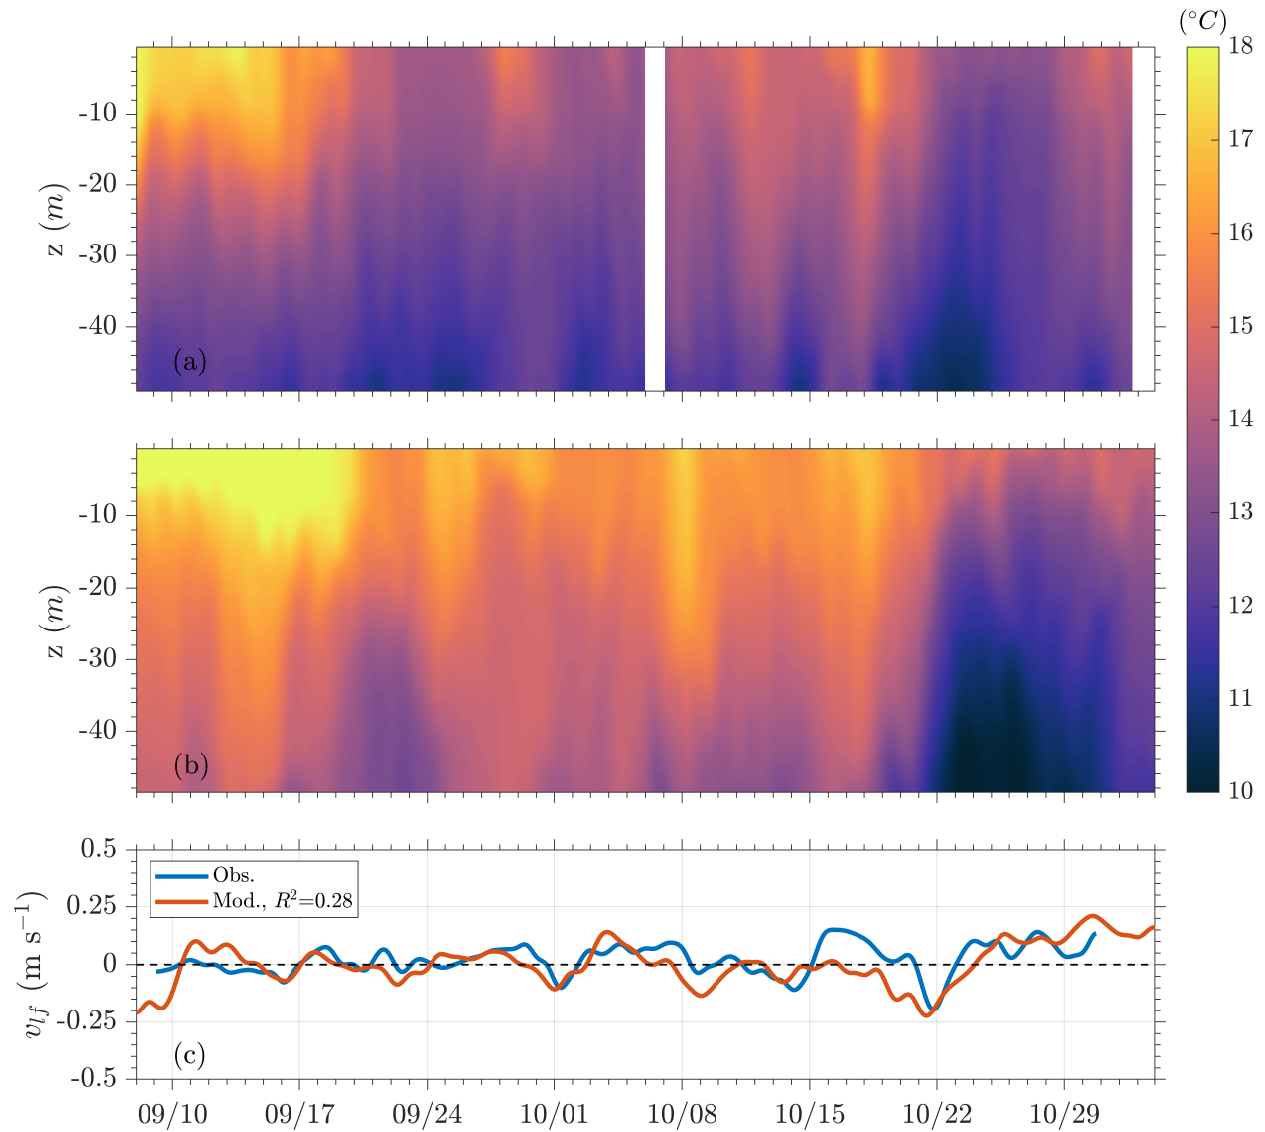 (°C)
18
17
16
15
14
13
12
11
10
-10
-20
-30
-40
z (m)
(a)
-10
-20
-30
-40
z (m)
(b)
0.5
0.25
0
-0.25
-0.5
v_lf (m s⁻¹)
Obs.
Mod., R²=0.28
(c)
09/10 09/17 09/24 10/01 10/08 10/15 10/22 10/29